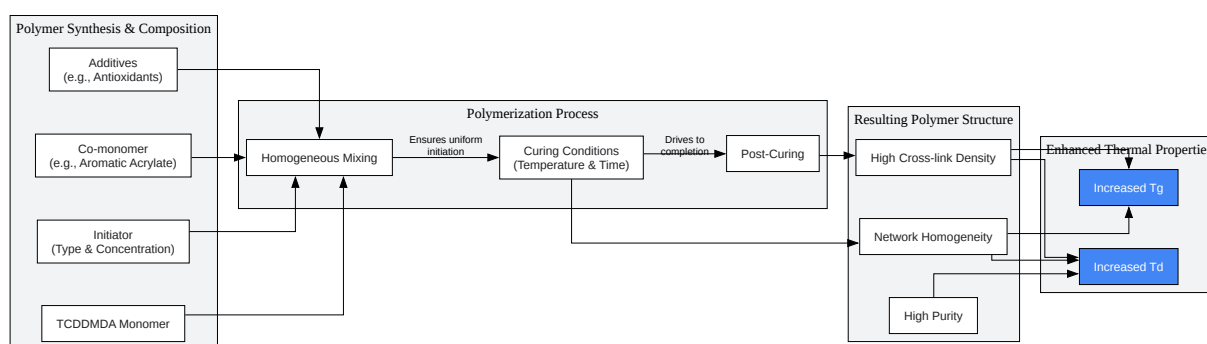 Polymer Synthesis & Composition
Additives
(e.g., Antioxidants)
Co-monomer
(e.g., Aromatic Acrylate)
Initiator
(Type & Concentration)
TCDDMDA Monomer
Polymerization Process
Homogeneous Mixing
Ensures uniform
initiation
Curing Conditions
(Temperature & Time)
Drives to
completion
Post-Curing
Resulting Polymer Structure
High Cross-link Density
Network Homogeneity
High Purity
Enhanced Thermal Propertie
Increased Tg
Increased Td